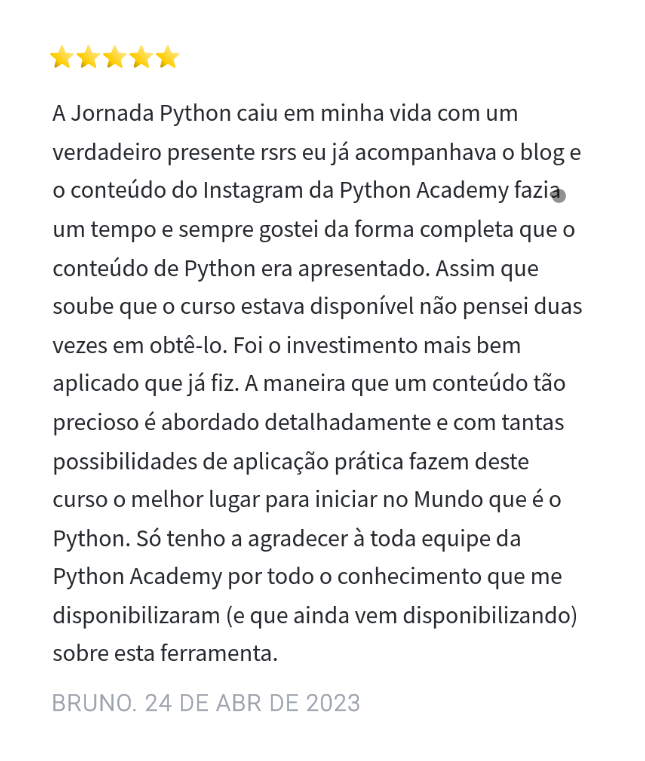 ⭐⭐⭐⭐⭐
A Jornada Python caiu em minha vida com um
verdadeiro presente rsrs eu já acompanhava o blog e
o conteúdo do Instagram da Python Academy fazia
um tempo e sempre gostei da forma completa que o
conteúdo de Python era apresentado. Assim que
soube que o curso estava disponível não pensei duas
vezes em obtê-lo. Foi o investimento mais bem
aplicado que já fiz. A maneira que um conteúdo tão
precioso é abordado detalhadamente e com tantas
possibilidades de aplicação prática fazem deste
curso o melhor lugar para iniciar no Mundo que é o
Python. Só tenho a agradecer à toda equipe da
Python Academy por todo o conhecimento que me
disponibilizaram (e que ainda vem disponibilizando)
sobre esta ferramenta.
BRUNO. 24 DE ABR DE 2023